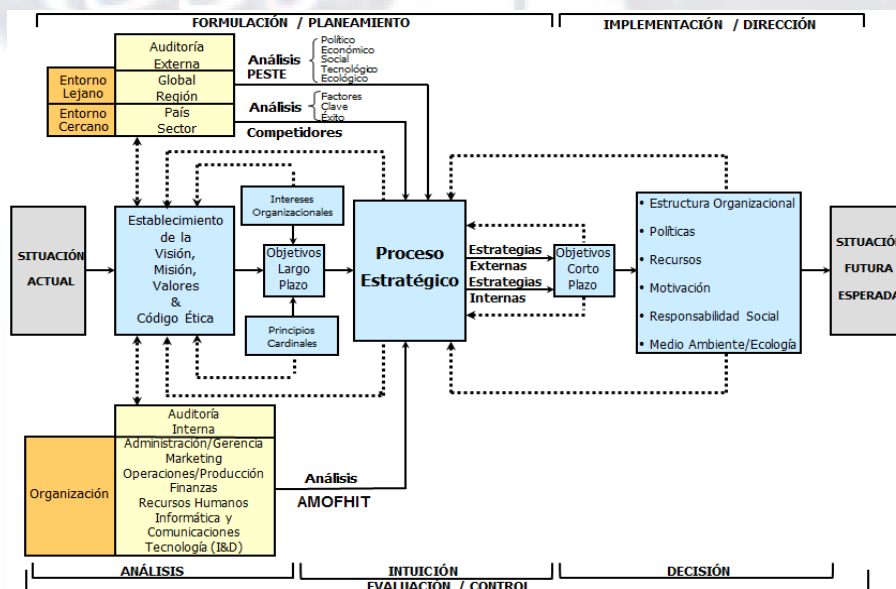 FORMULACIÓN / PLANEAMIENTO
IMPLEMENTACIÓN / DIRECCIÓN
Auditoría
Externa
Global
Región
País
Sector
Entorno
Lejano
Entorno
Cercano
Análisis
PESTE
Político
Económico
Social
Tecnológico
Ecológico
Análisis
Competidores
Factores
Clave
Éxito
SITUACIÓN
ACTUAL
Establecimiento
de la
Visión,
Misión,
Valores
&
Código Ética
Intereses
Organizacionales
Objetivos
Largo
Plazo
Principios
Cardinales
Proceso
Estratégico
Estrategias
Externas
Estrategias
Internas
Objetivos
Corto
Plazo
• Estructura Organizacional
• Políticas
• Recursos
• Motivación
• Responsabilidad Social
• Medio Ambiente/Ecología
SITUACIÓN
FUTURA
ESPERADA
Auditoría
Interna
Administración/Gerencia
Marketing
Operaciones/Producción
Finanzas
Recursos Humanos
Informática y
Comunicaciones
Tecnología (I&D)
Organización
Análisis
AMOFHIT
ANÁLISIS
INTUICIÓN
DECISIÓN
EVALUACIÓN / CONTROL